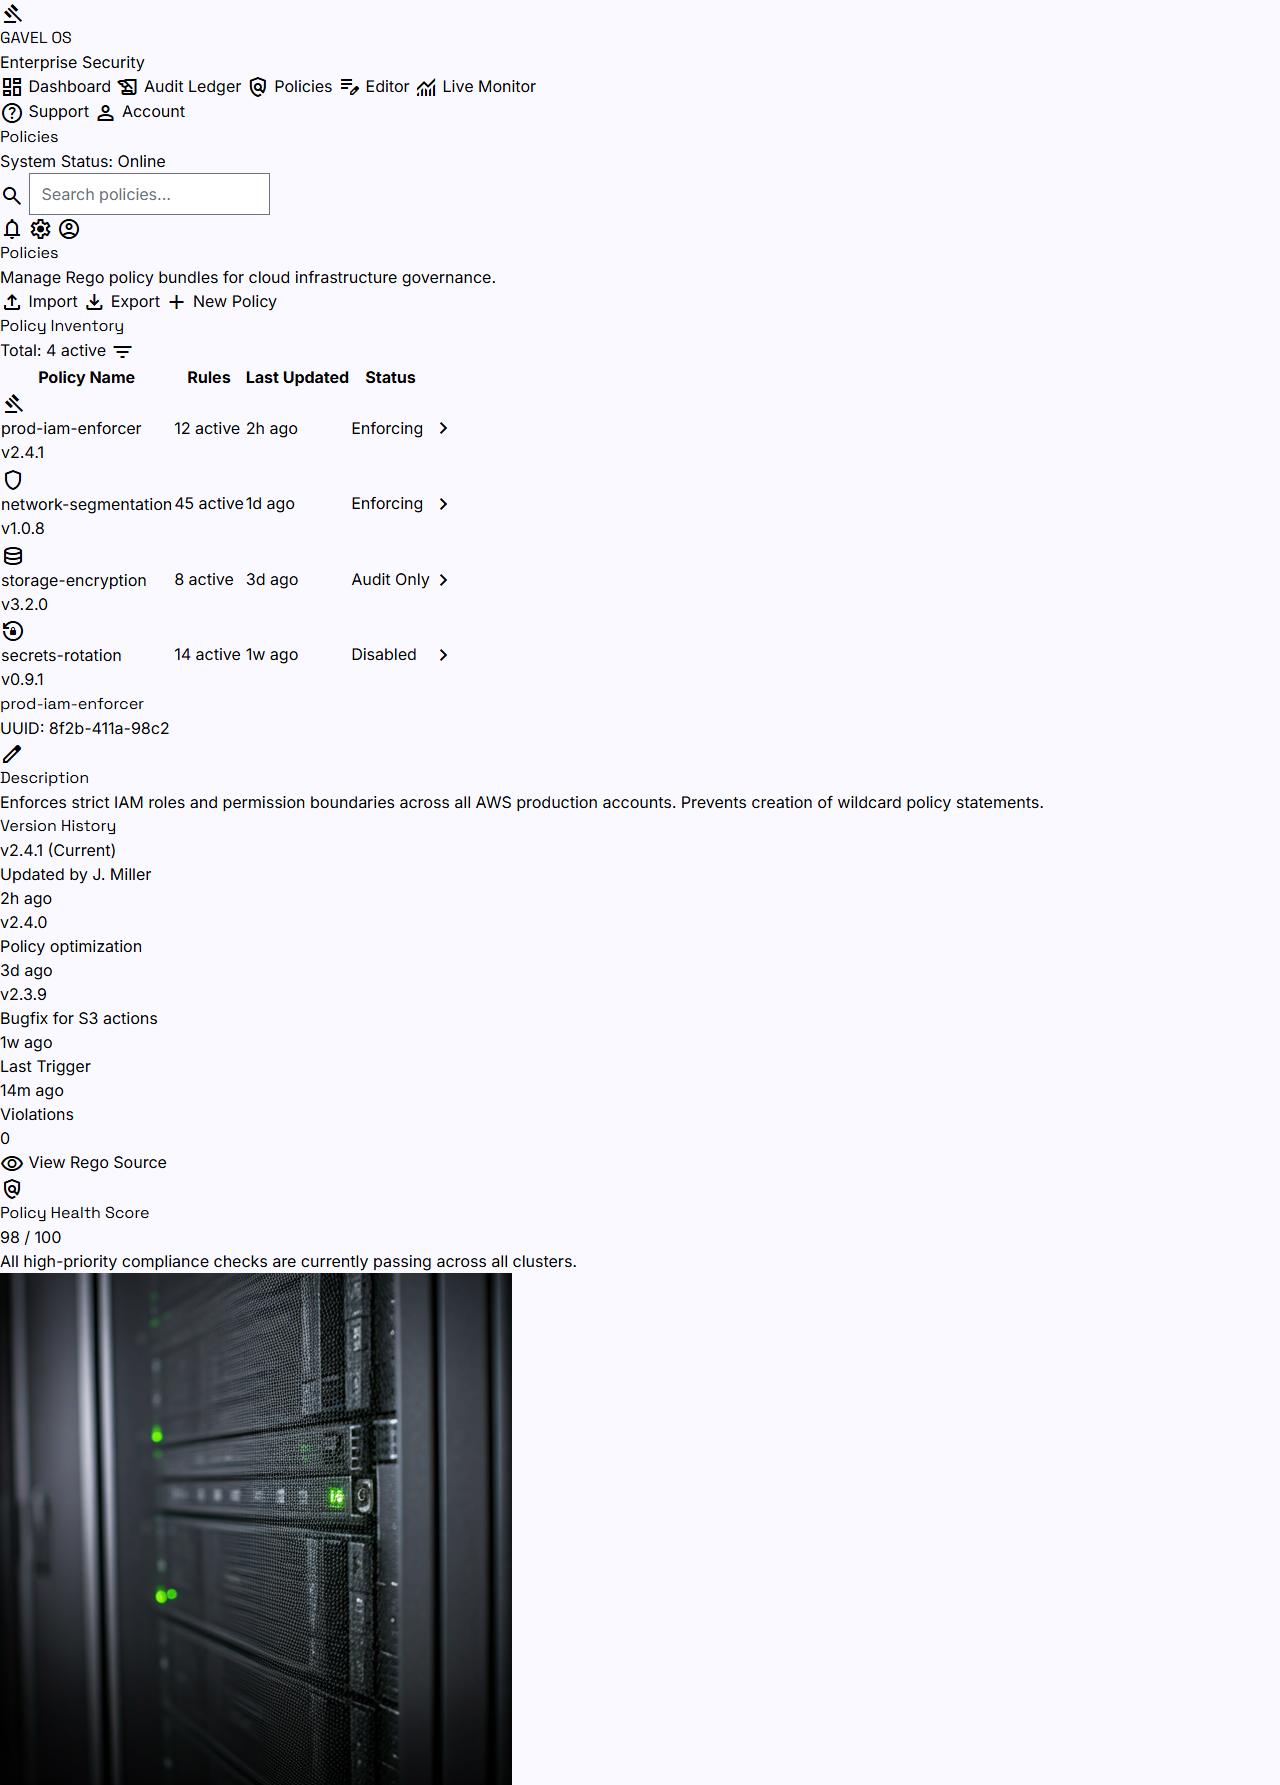 GAVEL OS
Enterprise Security
Dashboard Audit Ledger Policies Editor Live Monitor
Support Account
Policies
System Status: Online
Search policies...
Policies
Manage Rego policy bundles for cloud infrastructure governance.
Import Export New Policy
Policy Inventory
Total: 4 active
Policy Name Rules Last Updated Status
prod-iam-enforcer 12 active 2h ago Enforcing
v2.4.1
network-segmentation 45 active 1d ago Enforcing
v1.0.8
storage-encryption 8 active 3d ago Audit Only
v3.2.0
secrets-rotation 14 active 1w ago Disabled
v0.9.1
prod-iam-enforcer
UUID: 8f2b-411a-98c2
Description
Enforces strict IAM roles and permission boundaries across all AWS production accounts. Prevents creation of wildcard policy statements.
Version History
v2.4.1 (Current)
Updated by J. Miller
2h ago
v2.4.0
Policy optimization
3d ago
v2.3.9
Bugfix for S3 actions
1w ago
Last Trigger
14m ago
Violations
0
View Rego Source
Policy Health Score
98 / 100
All high-priority compliance checks are currently passing across all clusters.